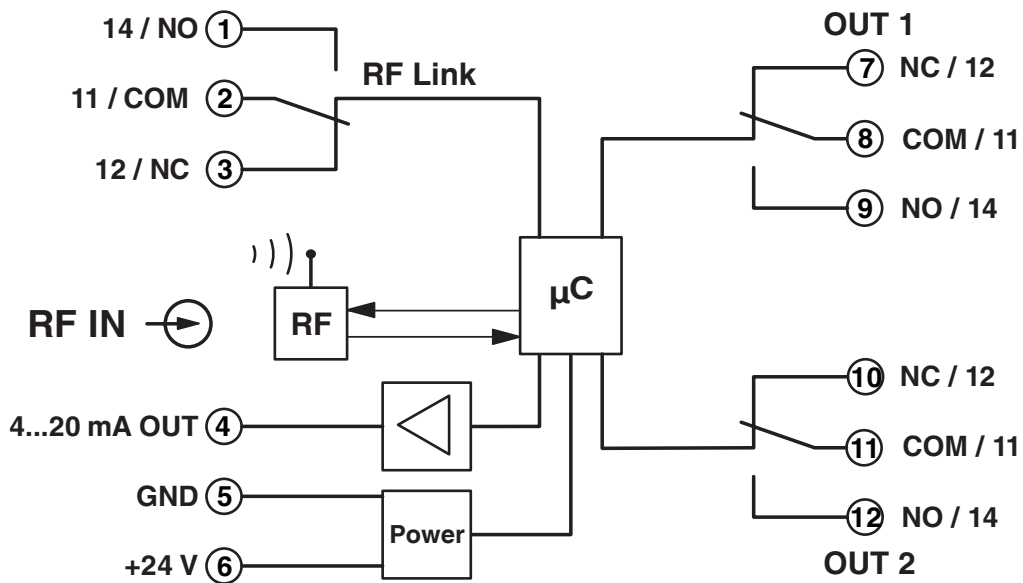 14 / NO 1
11 / COM 2
12 / NC 3
RF Link
OUT 1
7 NC / 12
8 COM / 11
9 NO / 14
µC
RF IN
RF
4...20 mA OUT 4
GND 5
+24 V 6
Power
10 NC / 12
11 COM / 11
12 NO / 14
OUT 2